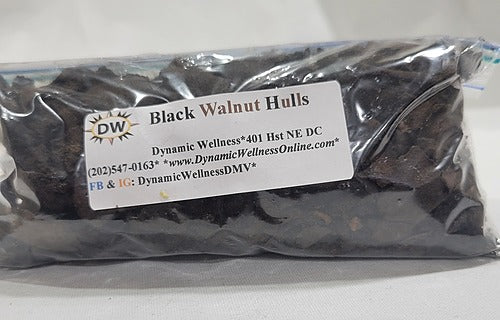 DW
Black Walnut Hulls
Dynamic Wellness*401 Hst NE DC
(202)547-0163* *www.DynamicWellnessOnline.com*
FB & IG: DynamicWellnessDMV*